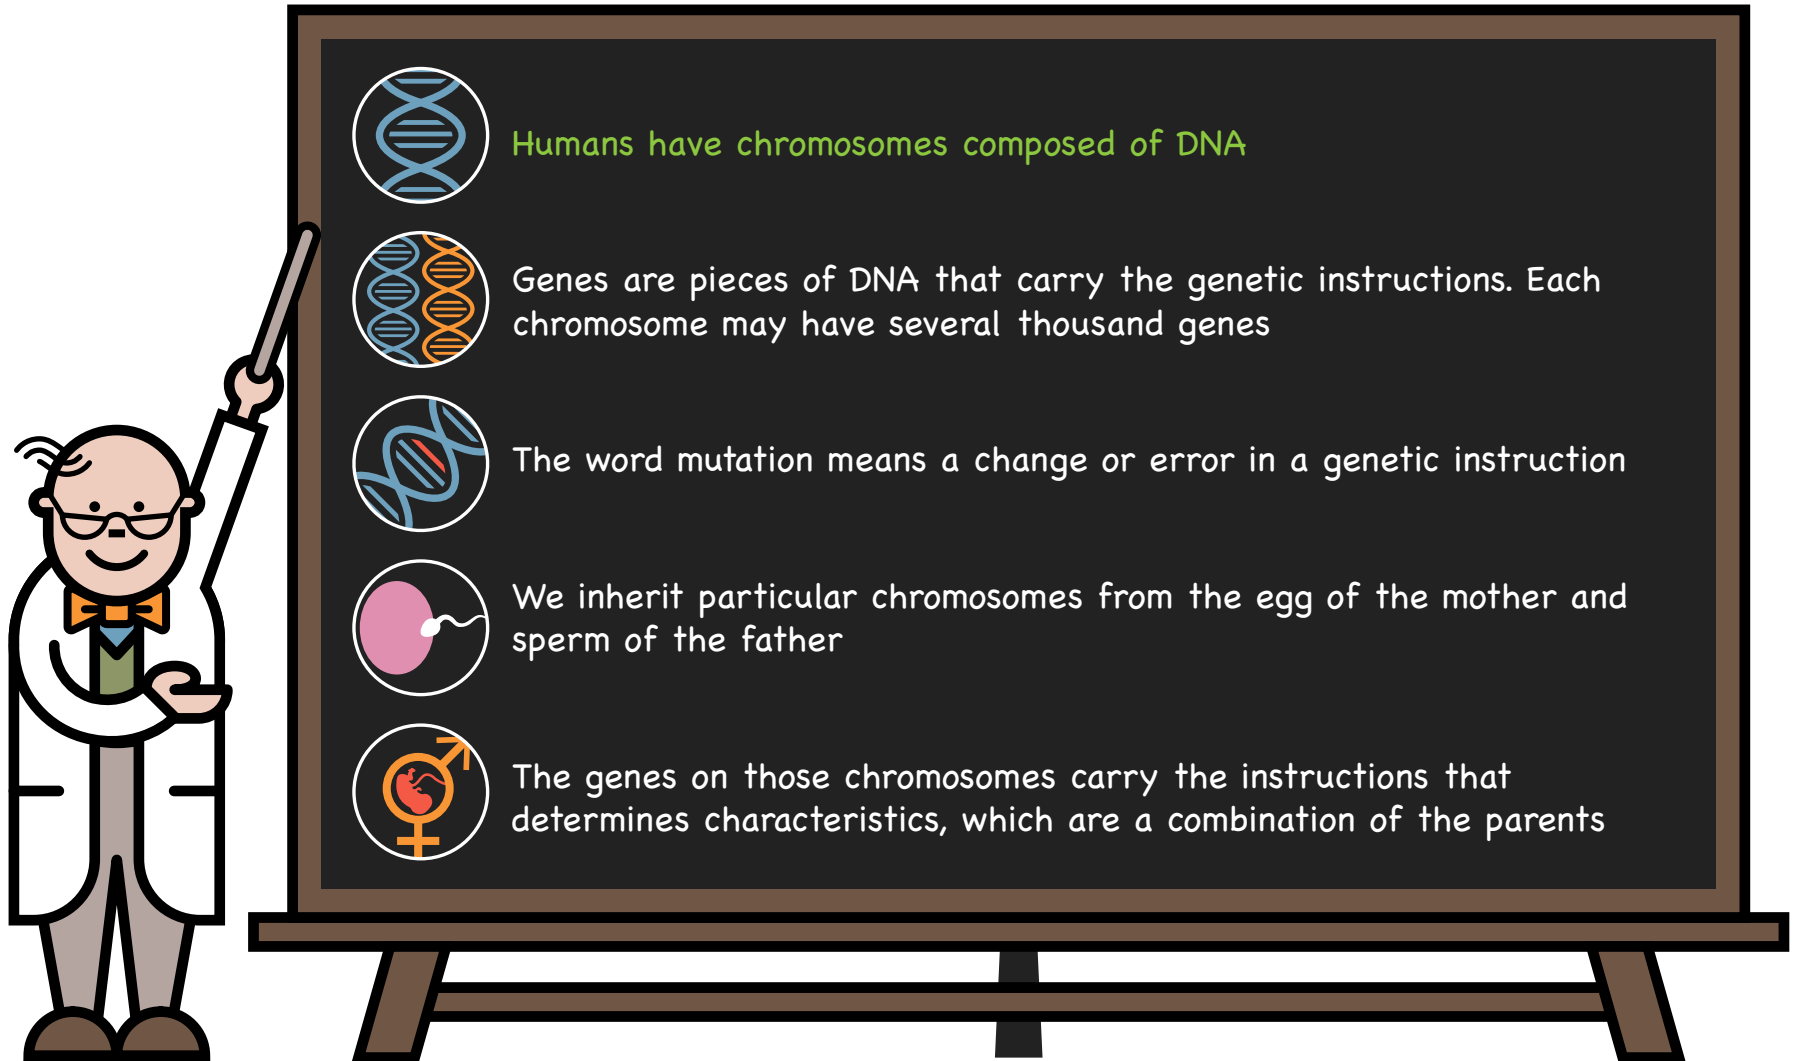 Humans have chromosomes composed of DNA
Genes are pieces of DNA that carry the genetic instructions. Each
chromosome may have several thousand genes
The word mutation means a change or error in a genetic instruction
We inherit particular chromosomes from the egg of the mother and
sperm of the father
The genes on those chromosomes carry the instructions that
determines characteristics, which are a combination of the parents